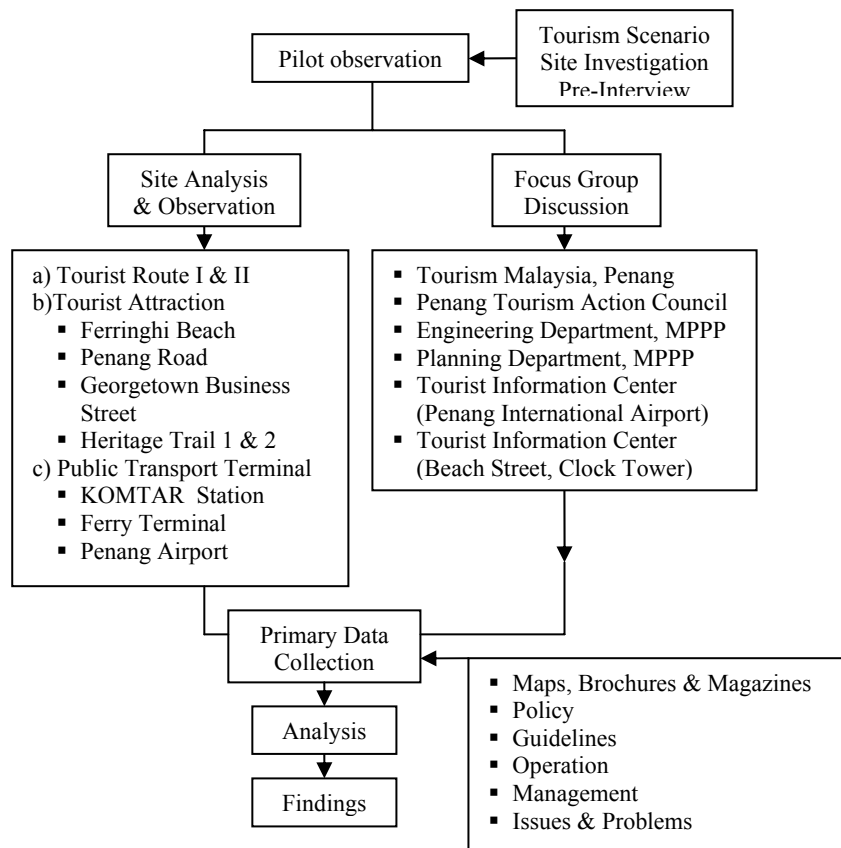 Tourism Scenario
Site Investigation
Pre-Interview
Pilot observation
Site Analysis
& Observation
Focus Group
Discussion
a) Tourist Route I & II
b)Tourist Attraction
▪ Ferringhi Beach
▪ Penang Road
▪ Georgetown Business
Street
▪ Heritage Trail 1 & 2
c) Public Transport Terminal
▪ KOMTAR Station
▪ Ferry Terminal
▪ Penang Airport
▪ Tourism Malaysia, Penang
▪ Penang Tourism Action Council
▪ Engineering Department, MPPP
▪ Planning Department, MPPP
▪ Tourist Information Center
(Penang International Airport)
▪ Tourist Information Center
(Beach Street, Clock Tower)
Primary Data
Collection
▪ Maps, Brochures & Magazines
▪ Policy
▪ Guidelines
▪ Operation
▪ Management
▪ Issues & Problems
Analysis
Findings